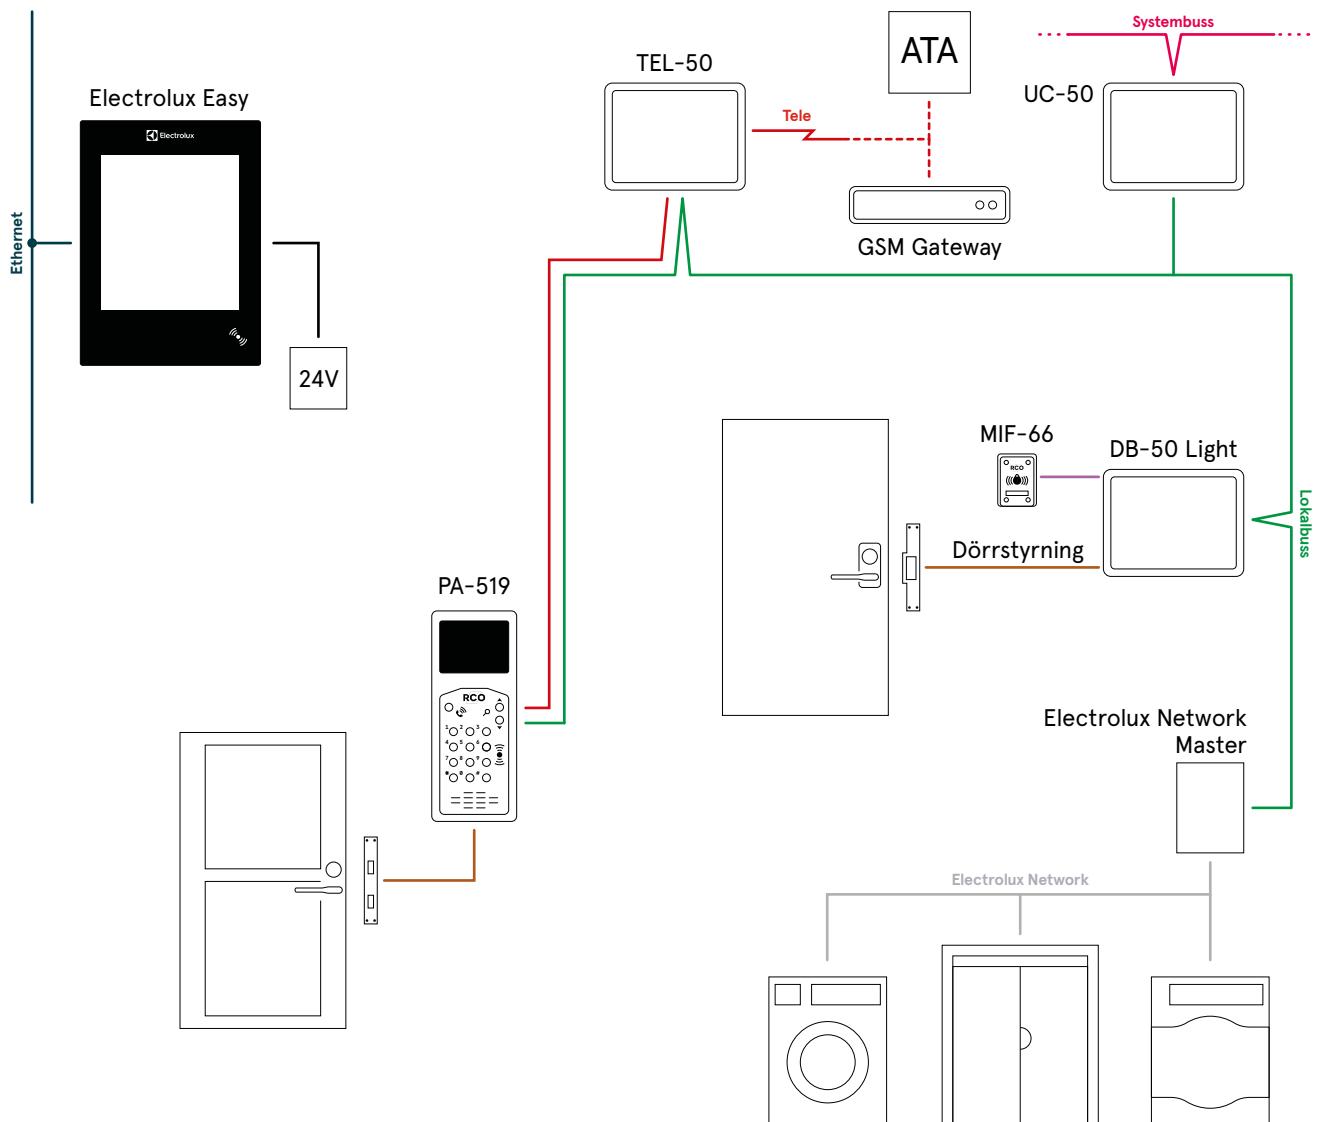 Systembuss
ATA
TEL-50
UC-50
Electrolux Easy
Tele
Electrolux
Ethernet
GSM Gateway
24V
MIF-66
DB-50 Light
RCO
Lokalbuss
Dörrstyrning
PA-519
RCO
1 2 3
4 5 6
7 8 9
* 0 #
Electrolux Network
Master
Electrolux Network